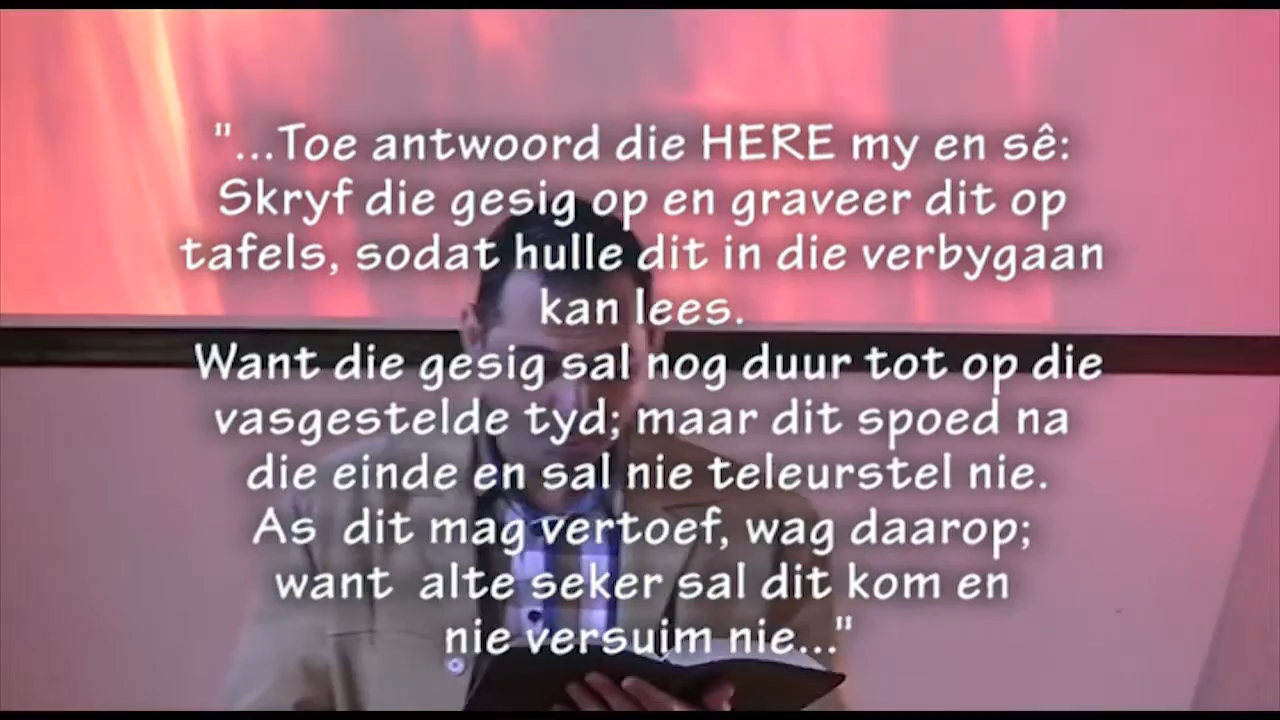 "...Toe antwoord die HERE my en sê:
Skryf die gesig op en graveer dit op
tafels, sodat hulle dit in die verbygaan
kan lees.
Want die gesig sal nog duur tot op die
vasgestelde tyd; maar dit spoed na
die einde en sal nie teleurstel nie.
As dit mag vertoef, wag daarop;
want alte seker sal dit kom en
nie versuim nie..."